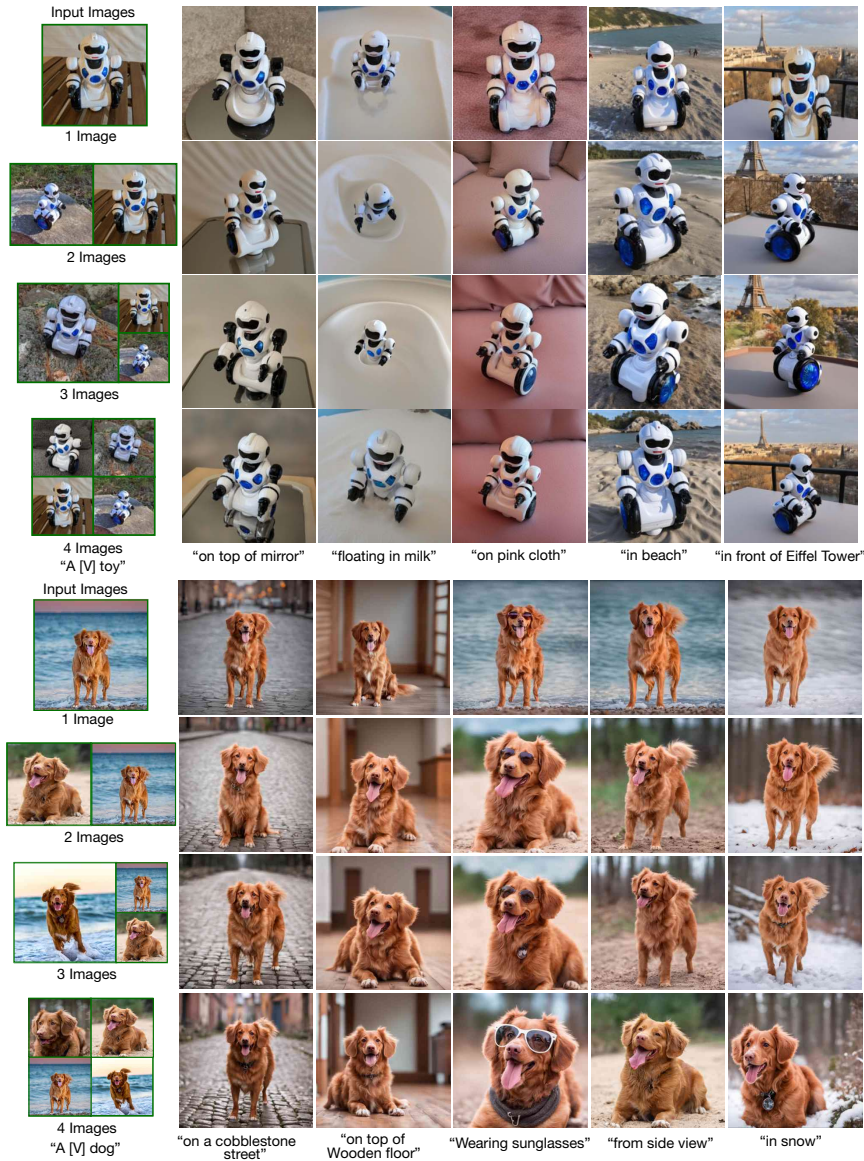 Input Images
1 Image
2 Images
3 Images
4 Images
“A [V] toy”
“on top of mirror”
“floating in milk”
“on pink cloth”
“in beach”
“in front of Eiffel Tower”
Input Images
1 Image
2 Images
3 Images
4 Images
“A [V] dog”
“on a cobblestone
street”
“on top of
Wooden floor”
“Wearing sunglasses”
“from side view”
“in snow”